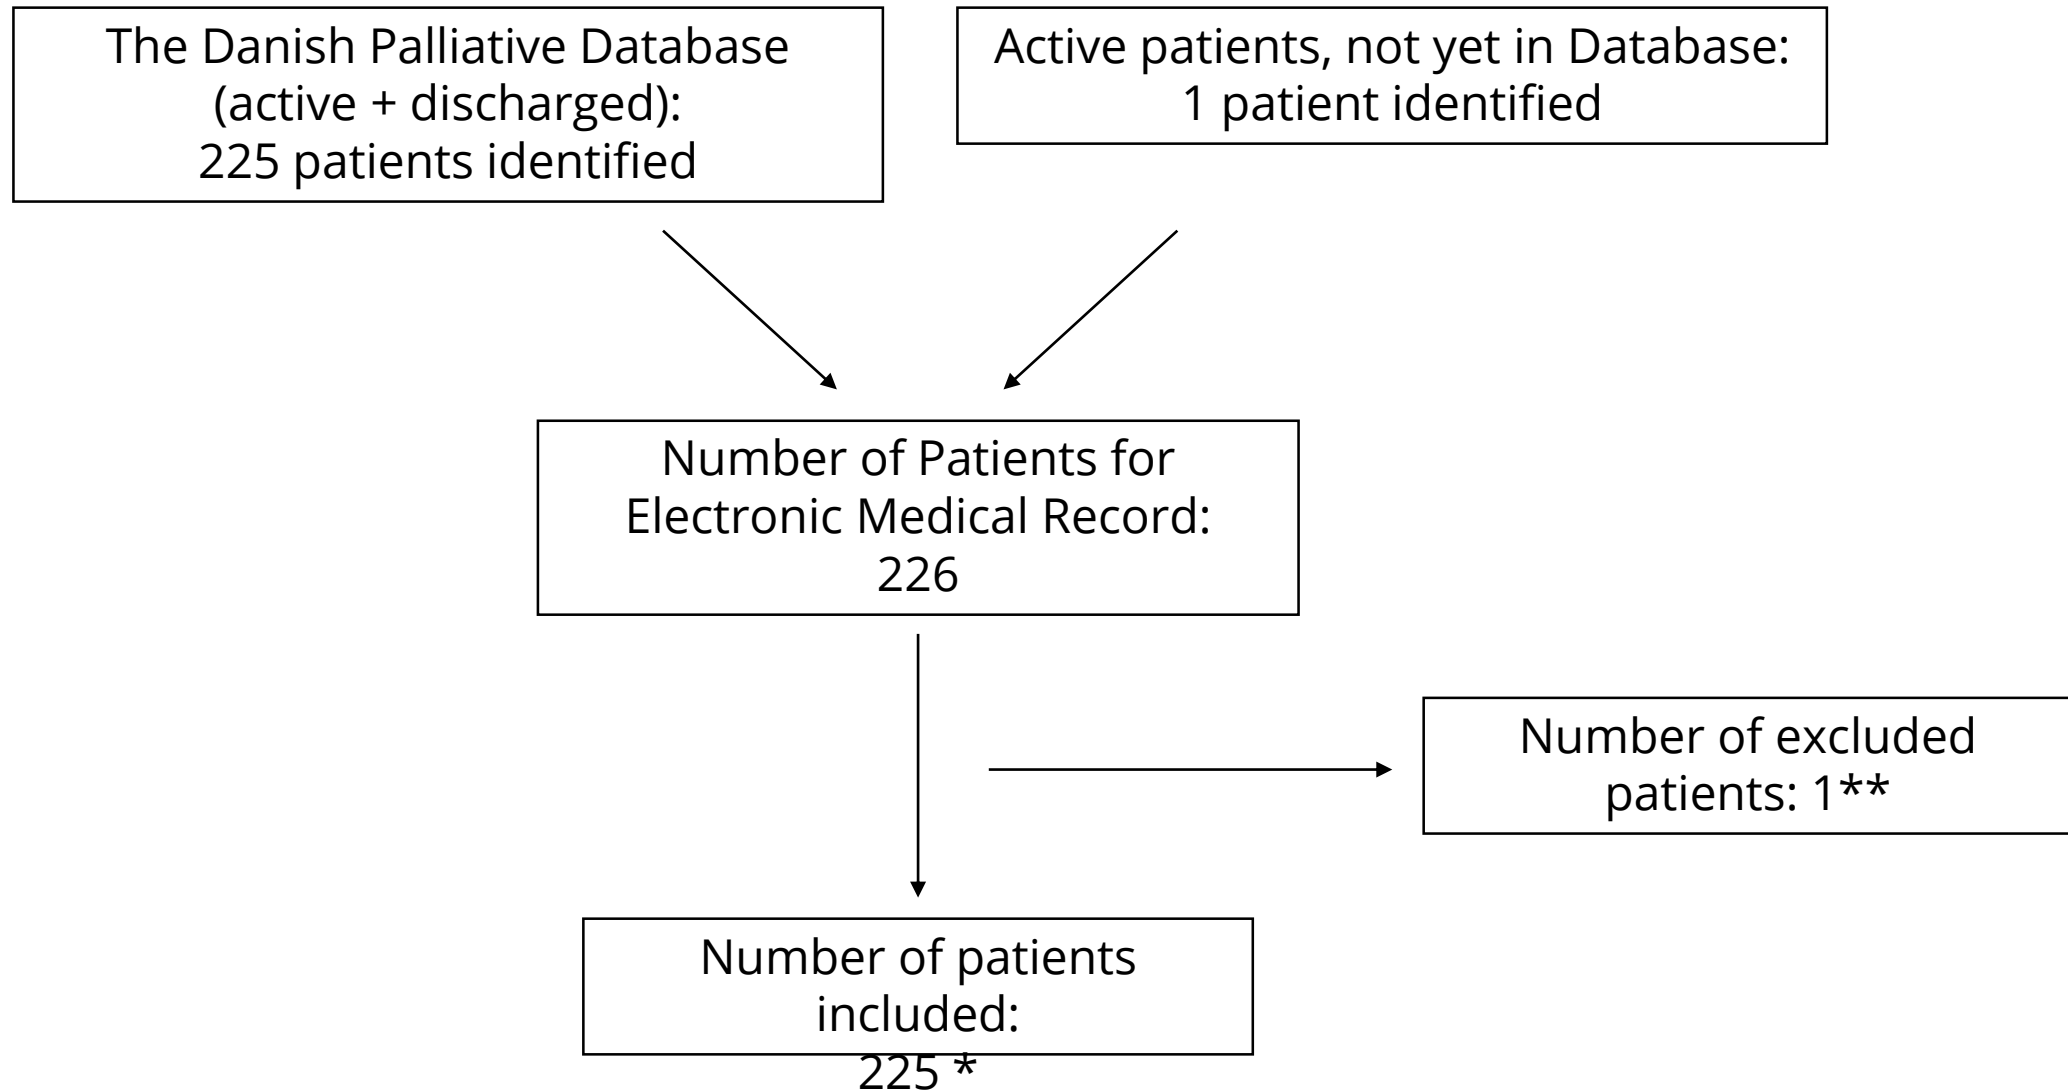 The Danish Palliative Database
(active + discharged):
225 patients identified
Active patients, not yet in Database:
1 patient identified
Number of Patients for
Electronic Medical Record:
226
Number of excluded
patients: 1**
Number of patients
included:
225 *